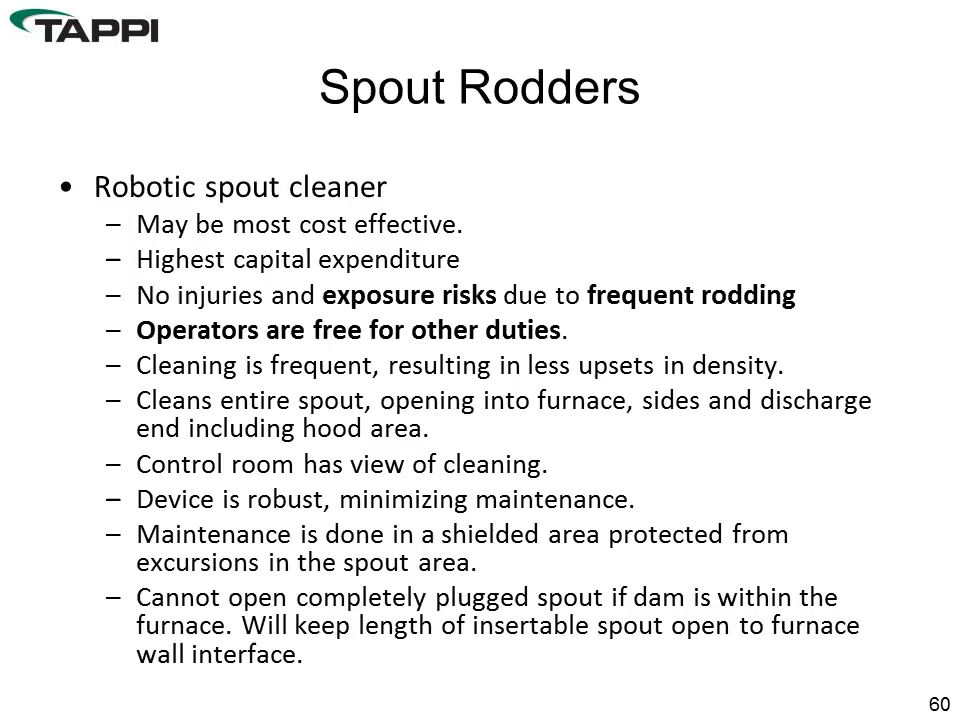 TAPPI
Spout Rodders
• Robotic spout cleaner
– May be most cost effective.
– Highest capital expenditure
– No injuries and exposure risks due to frequent rodding
– Operators are free for other duties.
– Cleaning is frequent, resulting in less upsets in density.
– Cleans entire spout, opening into furnace, sides and discharge
end including hood area.
– Control room has view of cleaning.
– Device is robust, minimizing maintenance.
– Maintenance is done in a shielded area protected from
excursions in the spout area.
– Cannot open completely plugged spout if dam is within the
furnace. Will keep length of insertable spout open to furnace
wall interface.
60